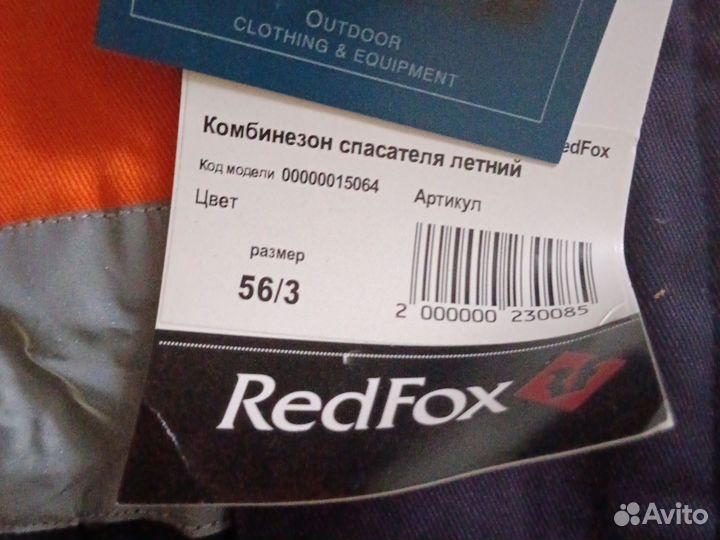 OUTDOOR
CLOTHING & EQUIPMENT
RedFox
Комбинезон спасателя летний
Код модели 00000015064
Цвет
Артикул
размер
56/3
2 000000 230085
RedFox
Avito